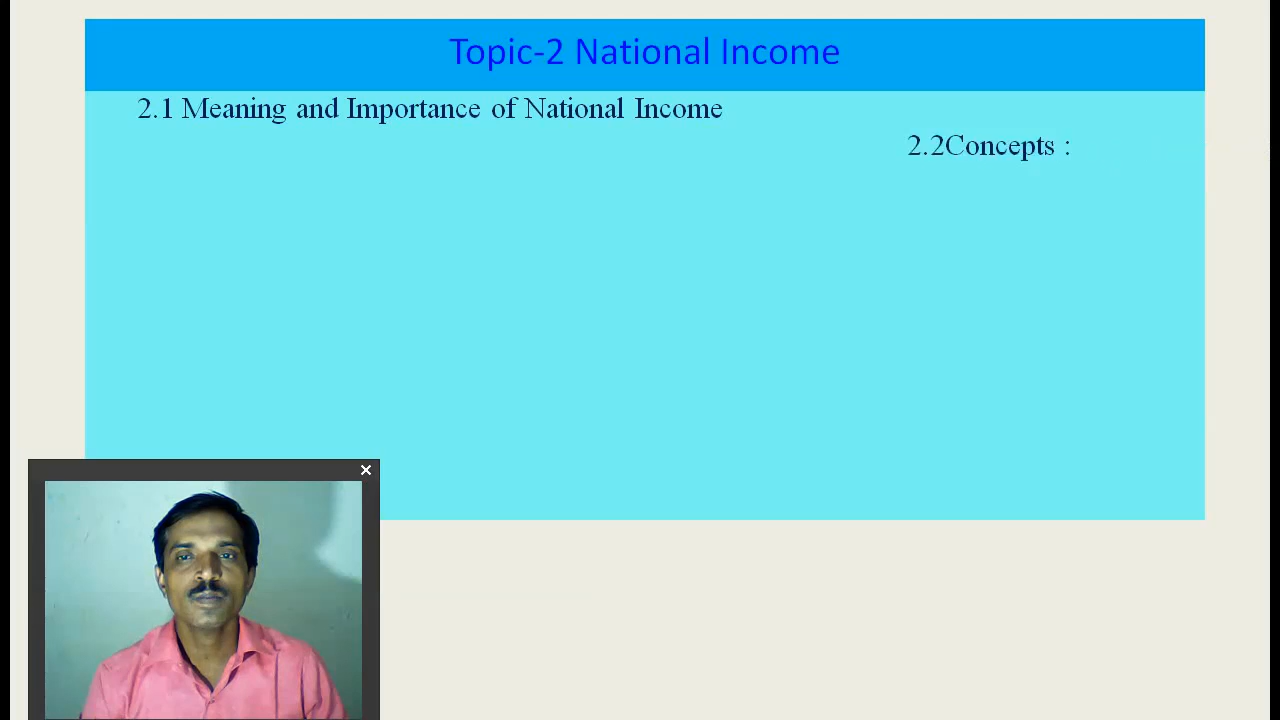 Topic-2 National Income
2.1 Meaning and Importance of National Income
2.2Concepts :